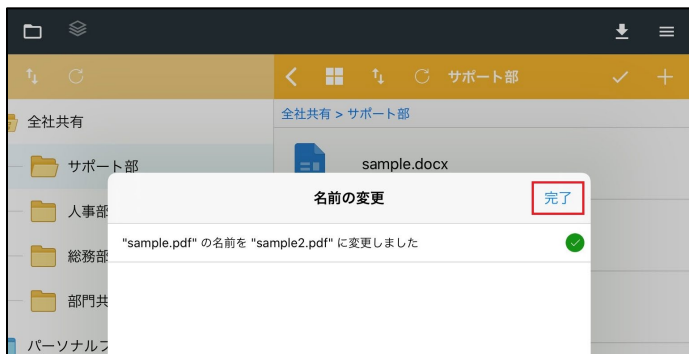 サポート部
全社共有
全社共有 > サポート部
サポート部
sample.docx
人事部
名前の変更
完了
"sample.pdf" の名前を "sample2.pdf" に変更しました
総務部
部門共
パーソナルフ